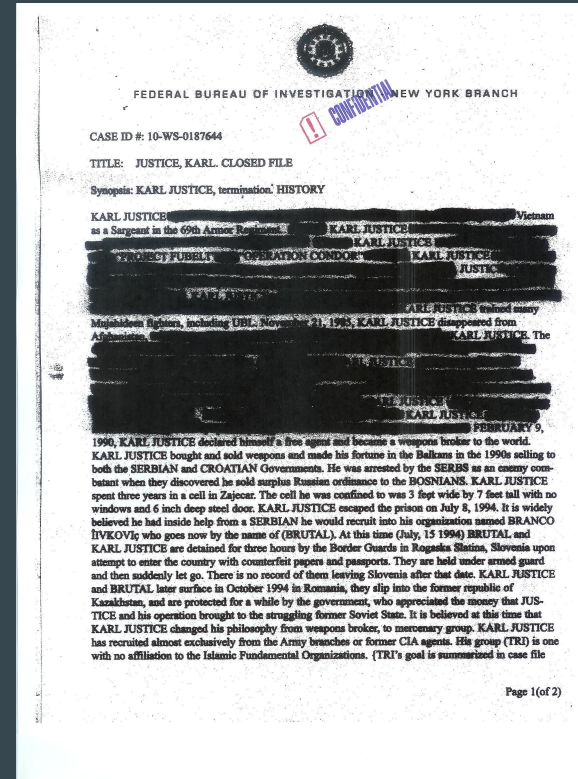 FEDERAL BUREAU OF INVESTIGATION NEW YORK BRANCH
CONFIDENTIAL
CASE ID #: 10-WS-0187644
TITLE: JUSTICE, KARL. CLOSED FILE
Synopsis: KARL JUSTICE, termination. HISTORY
KARL JUSTICE Vietnam
as a Sargeant in the 69th Armor Regiment. KARL JUSTICE
KARL JUSTICE
PROJECT FUBELT OPERATION CONDOR KARL JUSTICE
JUSTICE
KARL JUSTICE
KARL JUSTICE trained many
Mujahideen fighters, including UBL. November 21, 1985, KARL JUSTICE disappeared from
KARL JUSTICE. The
KARL JUSTICE
KARL JUSTICE
KARL JUSTICE
FEBRUARY 9,
1990, KARL JUSTICE declared himself a free agent and became a weapons broker to the world.
KARL JUSTICE bought and sold weapons and made his fortune in the Balkans in the 1990s selling to
both the SERBIAN and CROATIAN Governments. He was arrested by the SERBS as an enemy com-
batant when they discovered he sold surplus Russian ordinance to the BOSNIANS. KARL JUSTICE
spent three years in a cell in Zajecar. The cell he was confined to was 3 feet wide by 7 feet tall with no
windows and 6 inch deep steel door. KARL JUSTICE escaped the prison on July 8, 1994. It is widely
believed he had inside help from a SERBIAN he would recruit into his organization named BRANCO
who goes now by the name of (BRUTAL). At this time (July, 15 1994) BRUTAL and
KARL JUSTICE are detained for three hours by the Border Guards in Rogaska Slatina, Slovenia upon
attempt to enter the country with counterfeit papers and passports. They are held under armed guard
and then suddenly let go. There is no record of them leaving Slovenia after that date. KARL JUSTICE
and BRUTAL later surface in October 1994 in Romania, they slip into the former republic of
Kazakhstan, and are protected for a while by the government, who appreciated the money that JUS-
TICE and his operation brought to the struggling former Soviet State. It is believed at this time that
KARL JUSTICE changed his philosophy from weapons broker, to mercenary group. KARL JUSTICE
has recruited almost exclusively from the Army branches or former CIA agents. His group (TRI) is one
with no affiliation to the Islamic Fundamental Organizations. {TRI's goal is summarized in case file
Page 1(of 2)